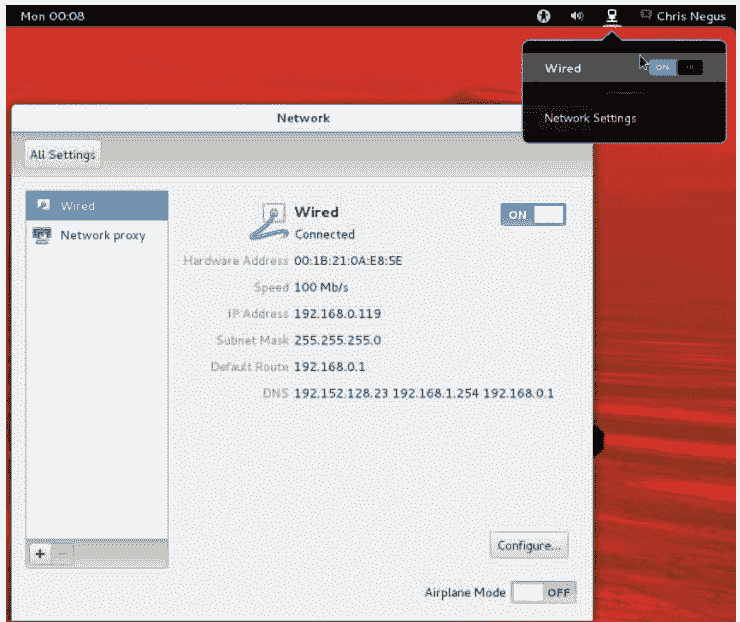 Mon 00:08 Chris Negus
Wired ON
Network Settings
Network
All Settings
Wired
Network proxy
Wired ON
Connected
Hardware Address 00:1B:21:0A:E8:5E
Speed 100 Mb/s
IP Address 192.168.0.119
Subnet Mask 255.255.255.0
Default Route 192.168.0.1
DNS 192.152.128.23 192.168.1.254 192.168.0.1
+ –
Configure...
Airplane Mode OFF